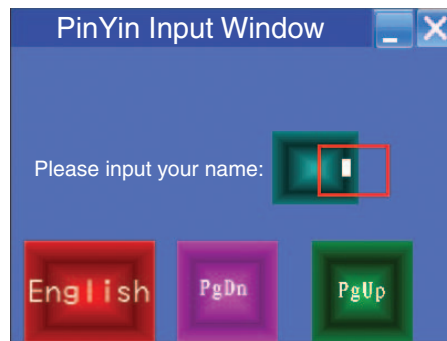 PinYin Input Window
Please input your name:
English
PgDn
PgUp